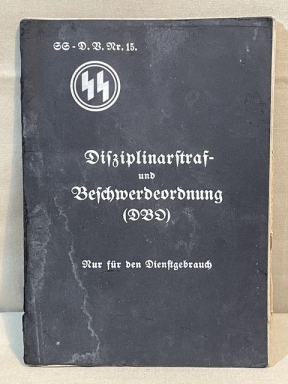 SS-D.V.Nr.15.
Disziplinarstraf-
und
Beschwerdeordnung
(DBO)
Nur für den Dienstgebrauch